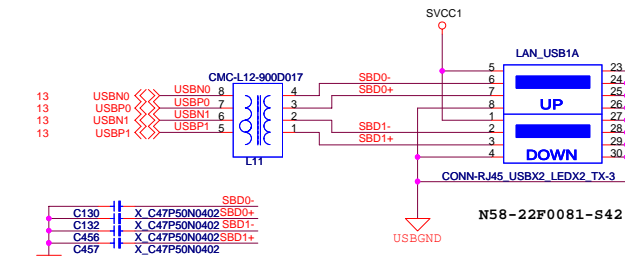 SVCC1
LAN_USB1A
CMC-L12-900D017
13 USBN0 USBN0 8 4 SBD0- 5 23
13 USBP0 USBP0 7 3 SBD0+ 6 24
13 USBN1 USBN1 6 2 SBD1- 7 25
13 USBP1 USBP1 5 1 SBD1+ 8 26
UP
1 27
2 28
3 29
4 30
DOWN
L11
CONN-RJ45_USBX2_LEDX2_TX-3
SBD0-
C130 X_C47P50N0402 SBD0+
C132 X_C47P50N0402 SBD1-
C456 X_C47P50N0402 SBD1+
C457 X_C47P50N0402
N58-22F0081-S42
USBGND